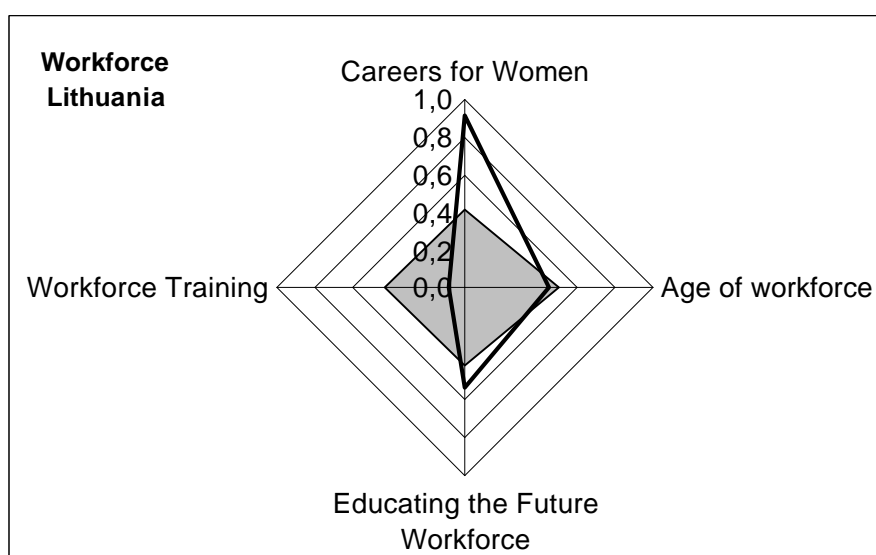 Workforce
Lithuania
Careers for Women
1,0
0,8
0,6
0,4
0,2
0,0
Workforce Training
Age of workforce
Educating the Future
Workforce